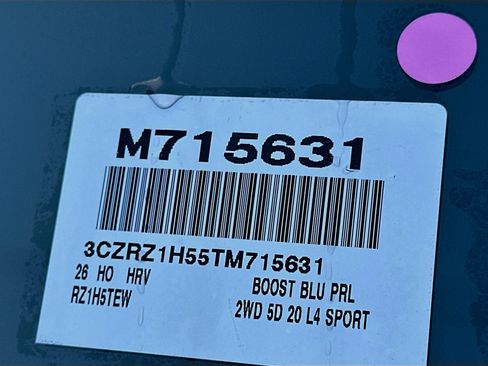 M715631
3CZRZ1H55TM715631
26 HO HRV BOOST BLU PRL
RZ1H5TEW 2WD 5D 20 L4 SPORT